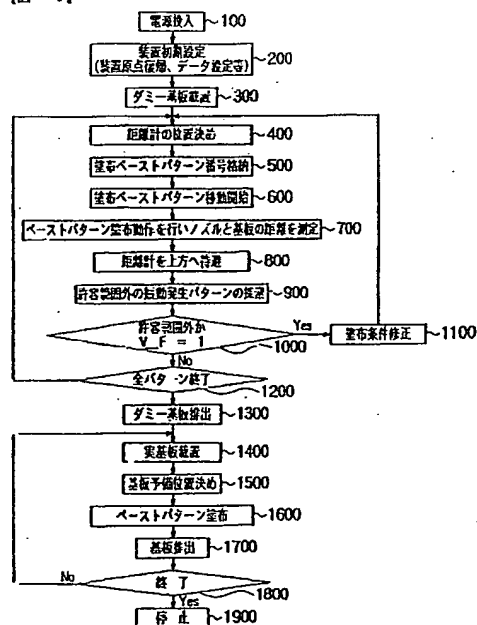 電源投入 100
装置初期設定
(装置原点復帰、データ設定等) 200
ダミー基板載置 300
距離計の位置決め 400
塗布ペーストパターン番号格納 500
塗布ペーストパターン移動開始 600
ペーストパターン塗布動作を行いノズルと基板の距離を測定 700
距離計を上方へ待避 800
許容範囲外の振動発生パターンの 900
許容範囲外か
V_F = 1 1000
Yes
塗布条件修正 1100
No
全パターン終了 1200
ダミー基板排出 1300
実基板載置 1400
基板予備位置決め 1500
ペーストパターン塗布 1600
基板排出 1700
No
終了 1800
Yes
停止 1900